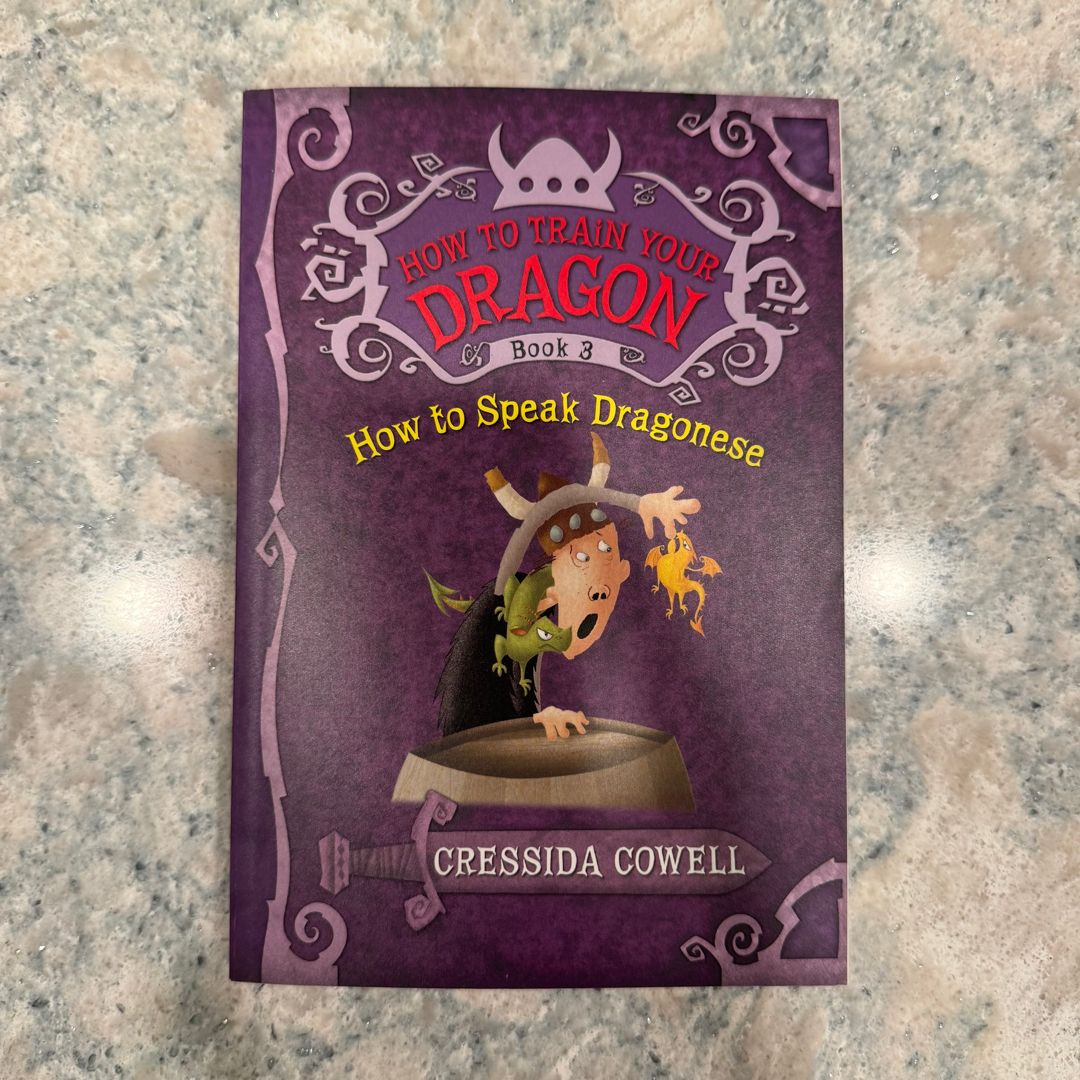 HOW TO TRAiN YOUR
DRAGON
Book 3
How to Speak Dragonese
CRESSIDA COWELL